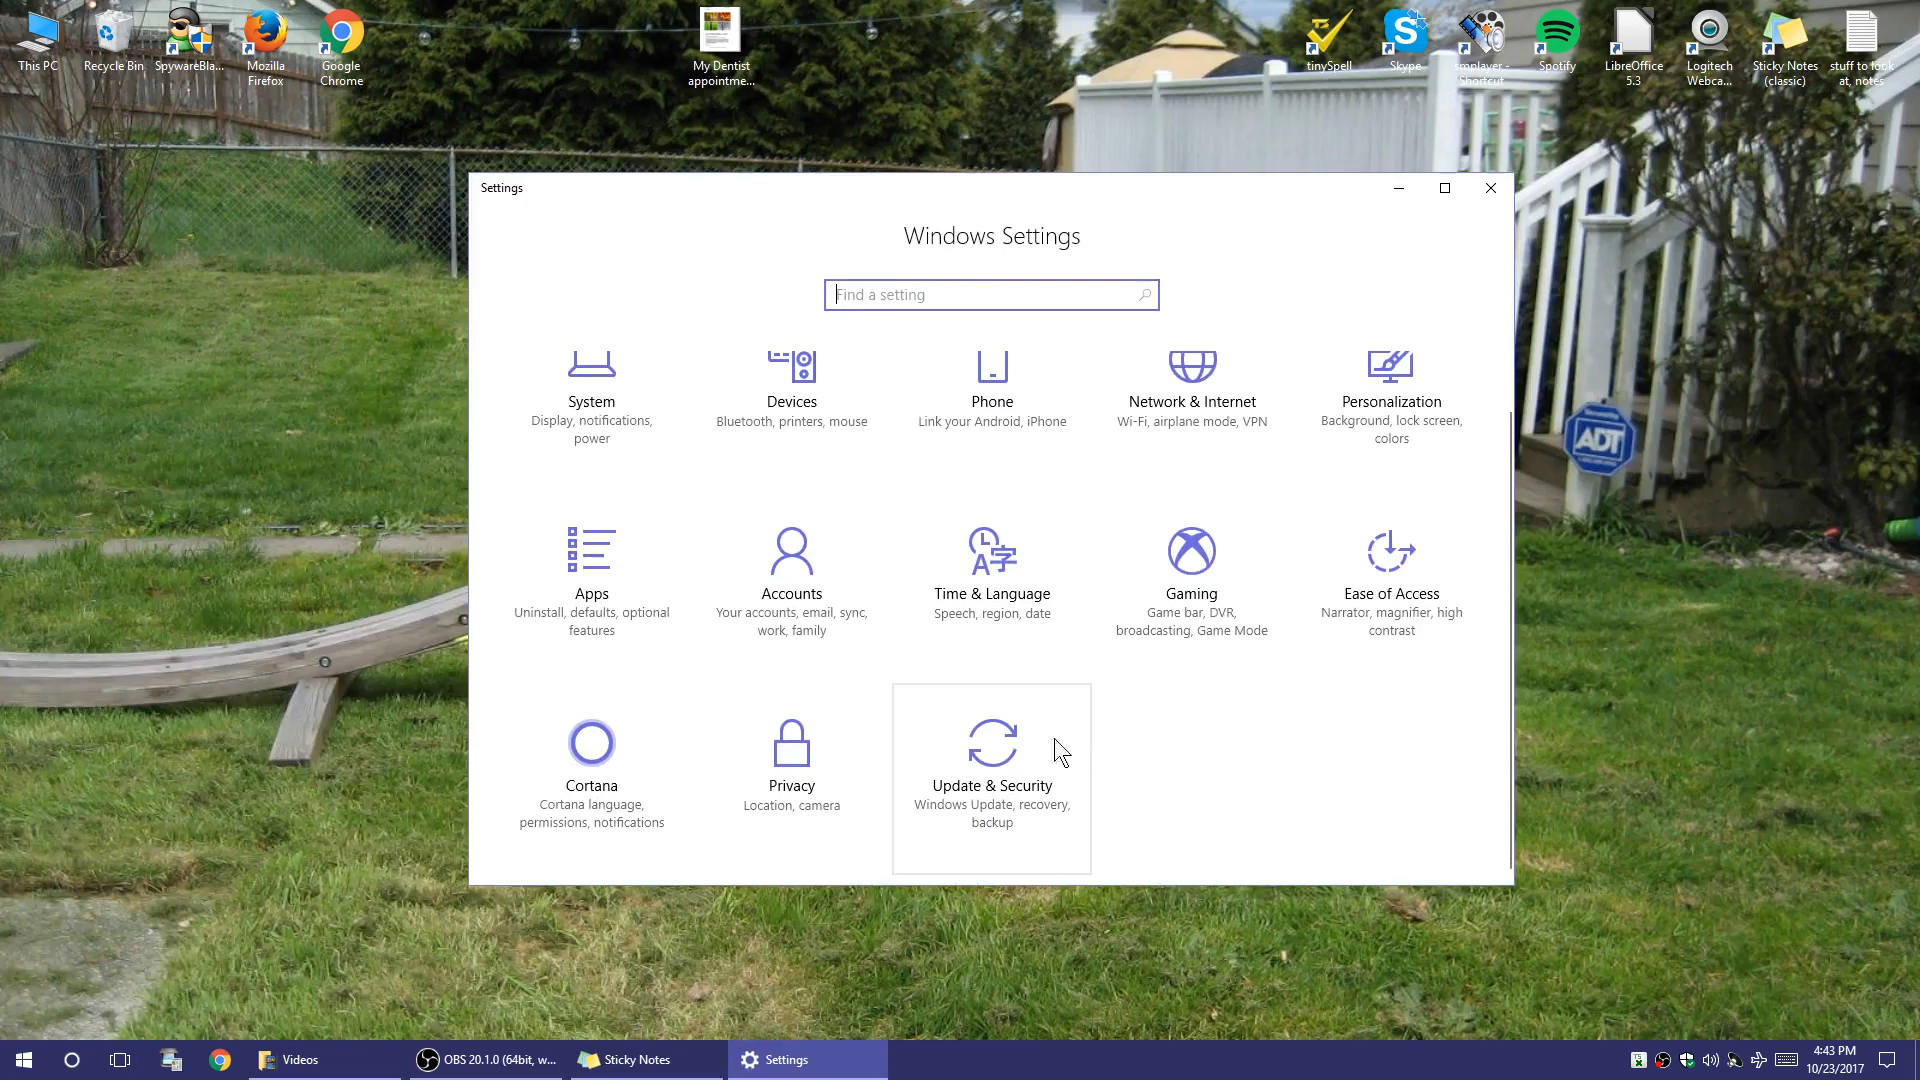 This PC
Recycle Bin
SpywareBla...
Mozilla
Firefox
Google
Chrome
My Dentist
appointme...
tinySpell
Skype
smplayer -
Shortcut
Spotify
LibreOffice
5.3
Logitech
Webca...
Sticky Notes
(classic)
stuff to look
at, notes
Settings
Windows Settings
Find a setting
System
Display, notifications,
power
Devices
Bluetooth, printers, mouse
Phone
Link your Android, iPhone
Network & Internet
Wi-Fi, airplane mode, VPN
Personalization
Background, lock screen,
colors
ADT
Apps
Uninstall, defaults, optional
features
Accounts
Your accounts, email, sync,
work, family
Time & Language
Speech, region, date
Gaming
Game bar, DVR,
broadcasting, Game Mode
Ease of Access
Narrator, magnifier, high
contrast
Cortana
Cortana language,
permissions, notifications
Privacy
Location, camera
Update & Security
Windows Update, recovery,
backup
Videos
OBS 20.1.0 (64bit, w...
Sticky Notes
Settings
4:43 PM
10/23/2017